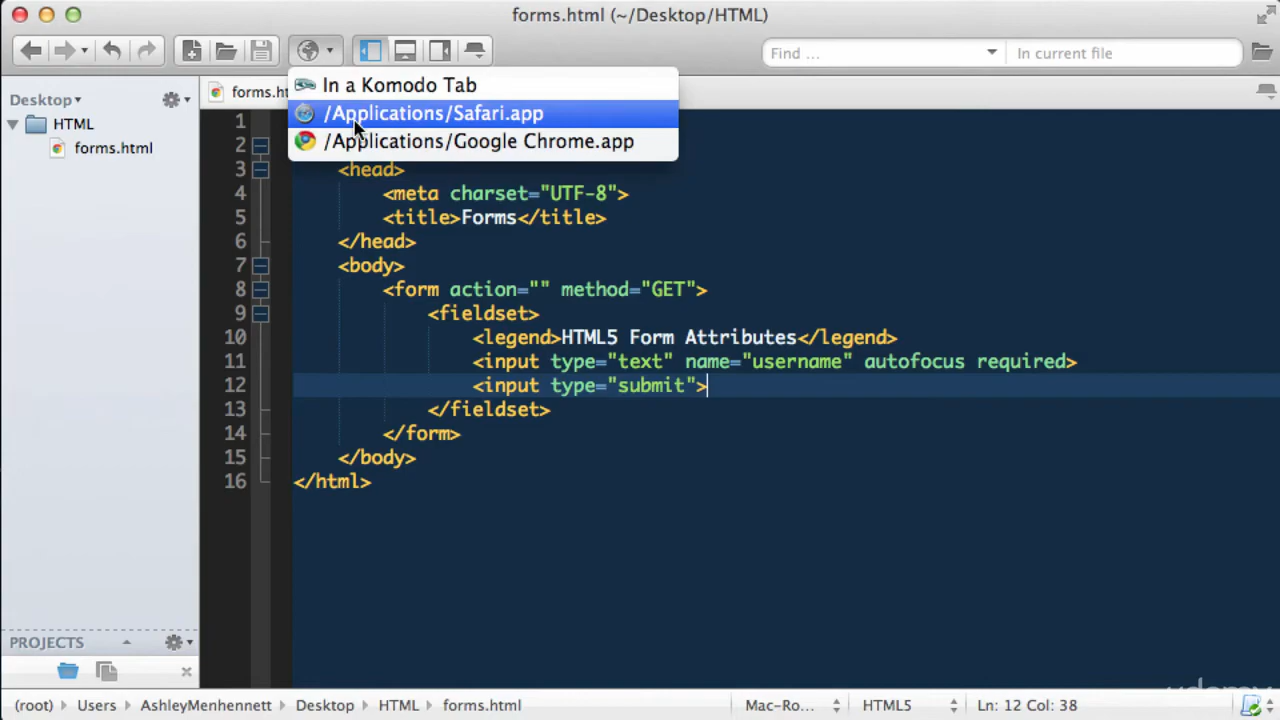 forms.html (~/Desktop/HTML)
Find ...
In current file
Desktop
forms.ht
In a Komodo Tab
/Applications/Safari.app
/Applications/Google Chrome.app
HTML
forms.html
1
2
3 <head>
4 <meta charset="UTF-8">
5 <title>Forms</title>
6 </head>
7 <body>
8 <form action="" method="GET">
9 <fieldset>
10 <legend>HTML5 Form Attributes</legend>
11 <input type="text" name="username" autofocus required>
12 <input type="submit">
13 </fieldset>
14 </form>
15 </body>
16 </html>
PROJECTS
(root) Users AshleyMenhennett Desktop HTML forms.html
Mac-Ro... HTML5 Ln: 12 Col: 38